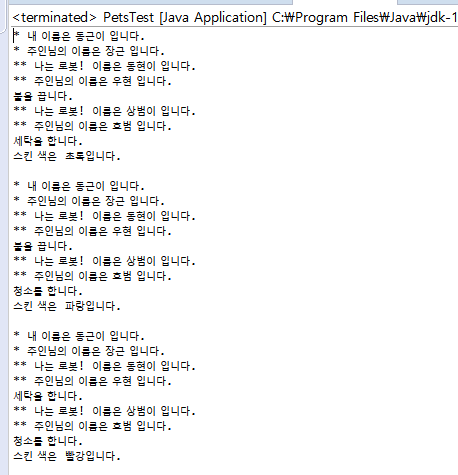 <terminated> PetsTest [Java Application] C:₩Program Files₩Java₩jdk-1
* 내 이름은 동근이 입니다.
* 주인님의 이름은 장근 입니다.
** 나는 로봇! 이름은 동현이 입니다.
** 주인님의 이름은 우현 입니다.
불을 끕니다.
** 나는 로봇! 이름은 상범이 입니다.
** 주인님의 이름은 효범 입니다.
세탁을 합니다.
스킨 색은 초록입니다.
* 내 이름은 동근이 입니다.
* 주인님의 이름은 장근 입니다.
** 나는 로봇! 이름은 동현이 입니다.
** 주인님의 이름은 우현 입니다.
불을 끕니다.
** 나는 로봇! 이름은 상범이 입니다.
** 주인님의 이름은 효범 입니다.
청소를 합니다.
스킨 색은 파랑입니다.
* 내 이름은 동근이 입니다.
* 주인님의 이름은 장근 입니다.
** 나는 로봇! 이름은 동현이 입니다.
** 주인님의 이름은 우현 입니다.
세탁을 합니다.
** 나는 로봇! 이름은 상범이 입니다.
** 주인님의 이름은 효범 입니다.
청소를 합니다.
스킨 색은 빨강입니다.